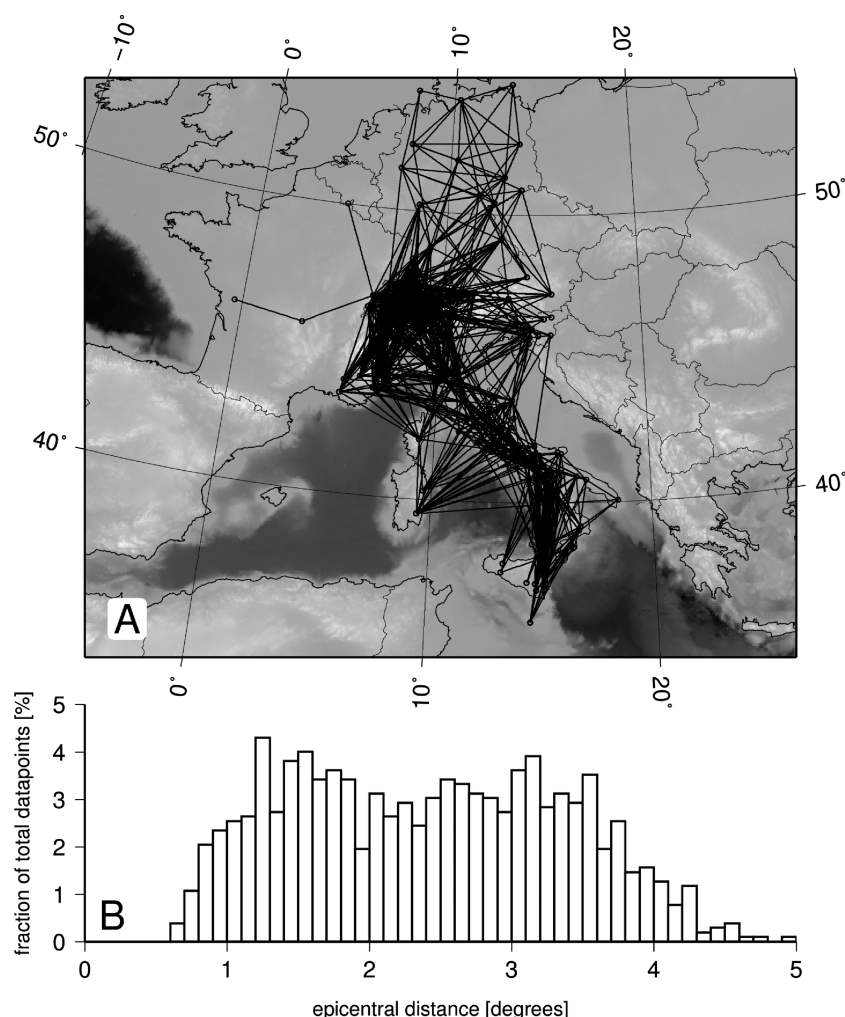 -10° 0° 10° 20°
50°
50°
40°
40°
A
0° 10° 20°
fraction of total datapoints [%]
5
4
3
2
1
0
B
0 1 2 3 4 5
epicentral distance [degrees]